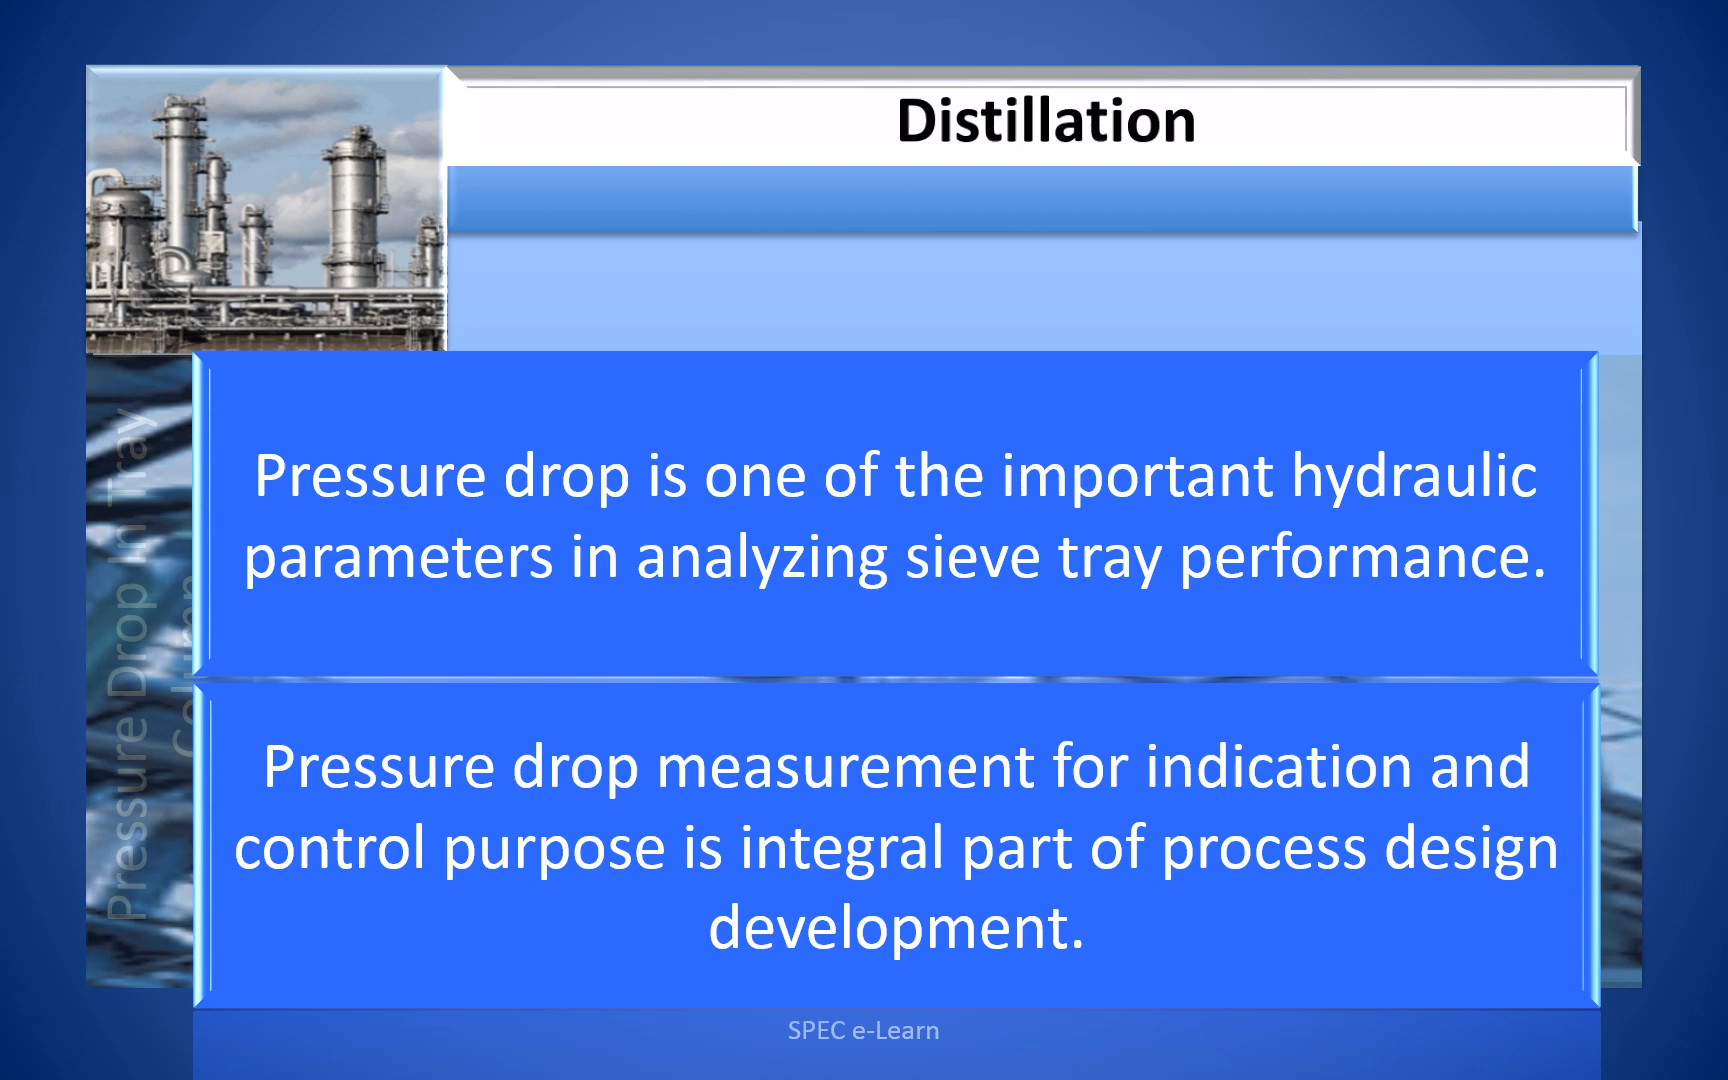 Distillation
Pressure Drop In Tray
Column
Pressure drop is one of the important hydraulic
parameters in analyzing sieve tray performance.
Pressure drop measurement for indication and
control purpose is integral part of process design
development.
SPEC e-Learn